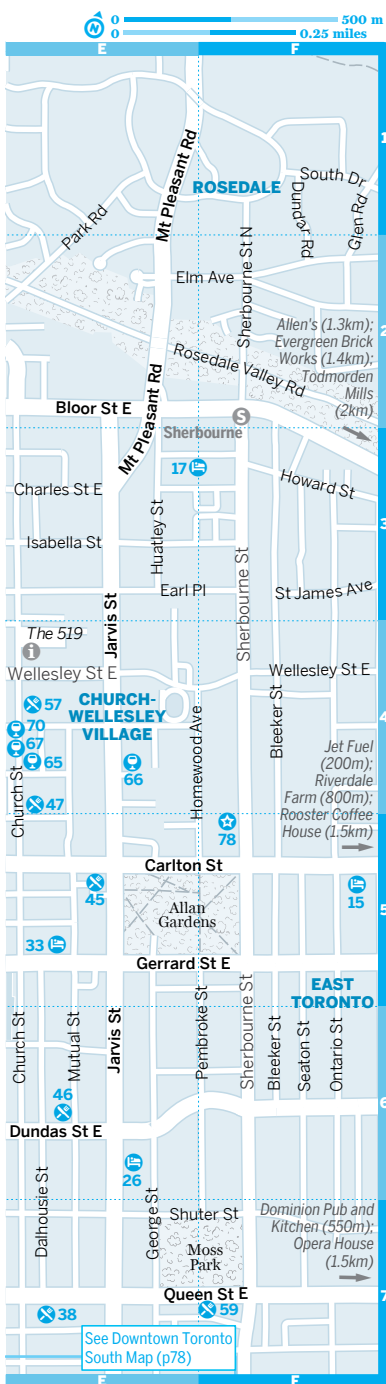 0 500 m
0 0.25 miles
E F
1
South Dr
ROSEDALE
Mt Pleasant Rd
Dundar Rd
Glen Rd
Park Rd
Sherbourne St N
Elm Ave
2
Allen's (1.3km);
Evergreen Brick
Works (1.4km);
Todmorden
Mills
(2km)
Rosedale Valley Rd
Bloor St E
Mt Pleasant Rd
S
Sherbourne
17
Howard St
Charles St E
3
Huatley St
Isabella St
Sherbourne St
Earl Pl
St James Ave
Jarvis St
The 519
i
Wellesley St E
Wellesley St E
57
CHURCH-
WELLESLEY
VILLAGE
Bleeker St
70
4
67
65
66
Homewood Ave
Church St
47
Jet Fuel
(200m);
Riverdale
Farm (800m);
Rooster Coffee
House (1.5km)
78
Carlton St
45
15
Allan
Gardens
5
33
Gerrard St E
EAST
TORONTO
Church St
Mutual St
Jarvis St
Pembroke St
Sherbourne St
Bleeker St
Seaton St
Ontario St
46
6
Dundas St E
26
Dalhousie St
George St
Shuter St
Dominion Pub and
Kitchen (550m);
Opera House
(1.5km)
Moss
Park
Queen St E
7
38
59
See Downtown Toronto
South Map (p78)
E F